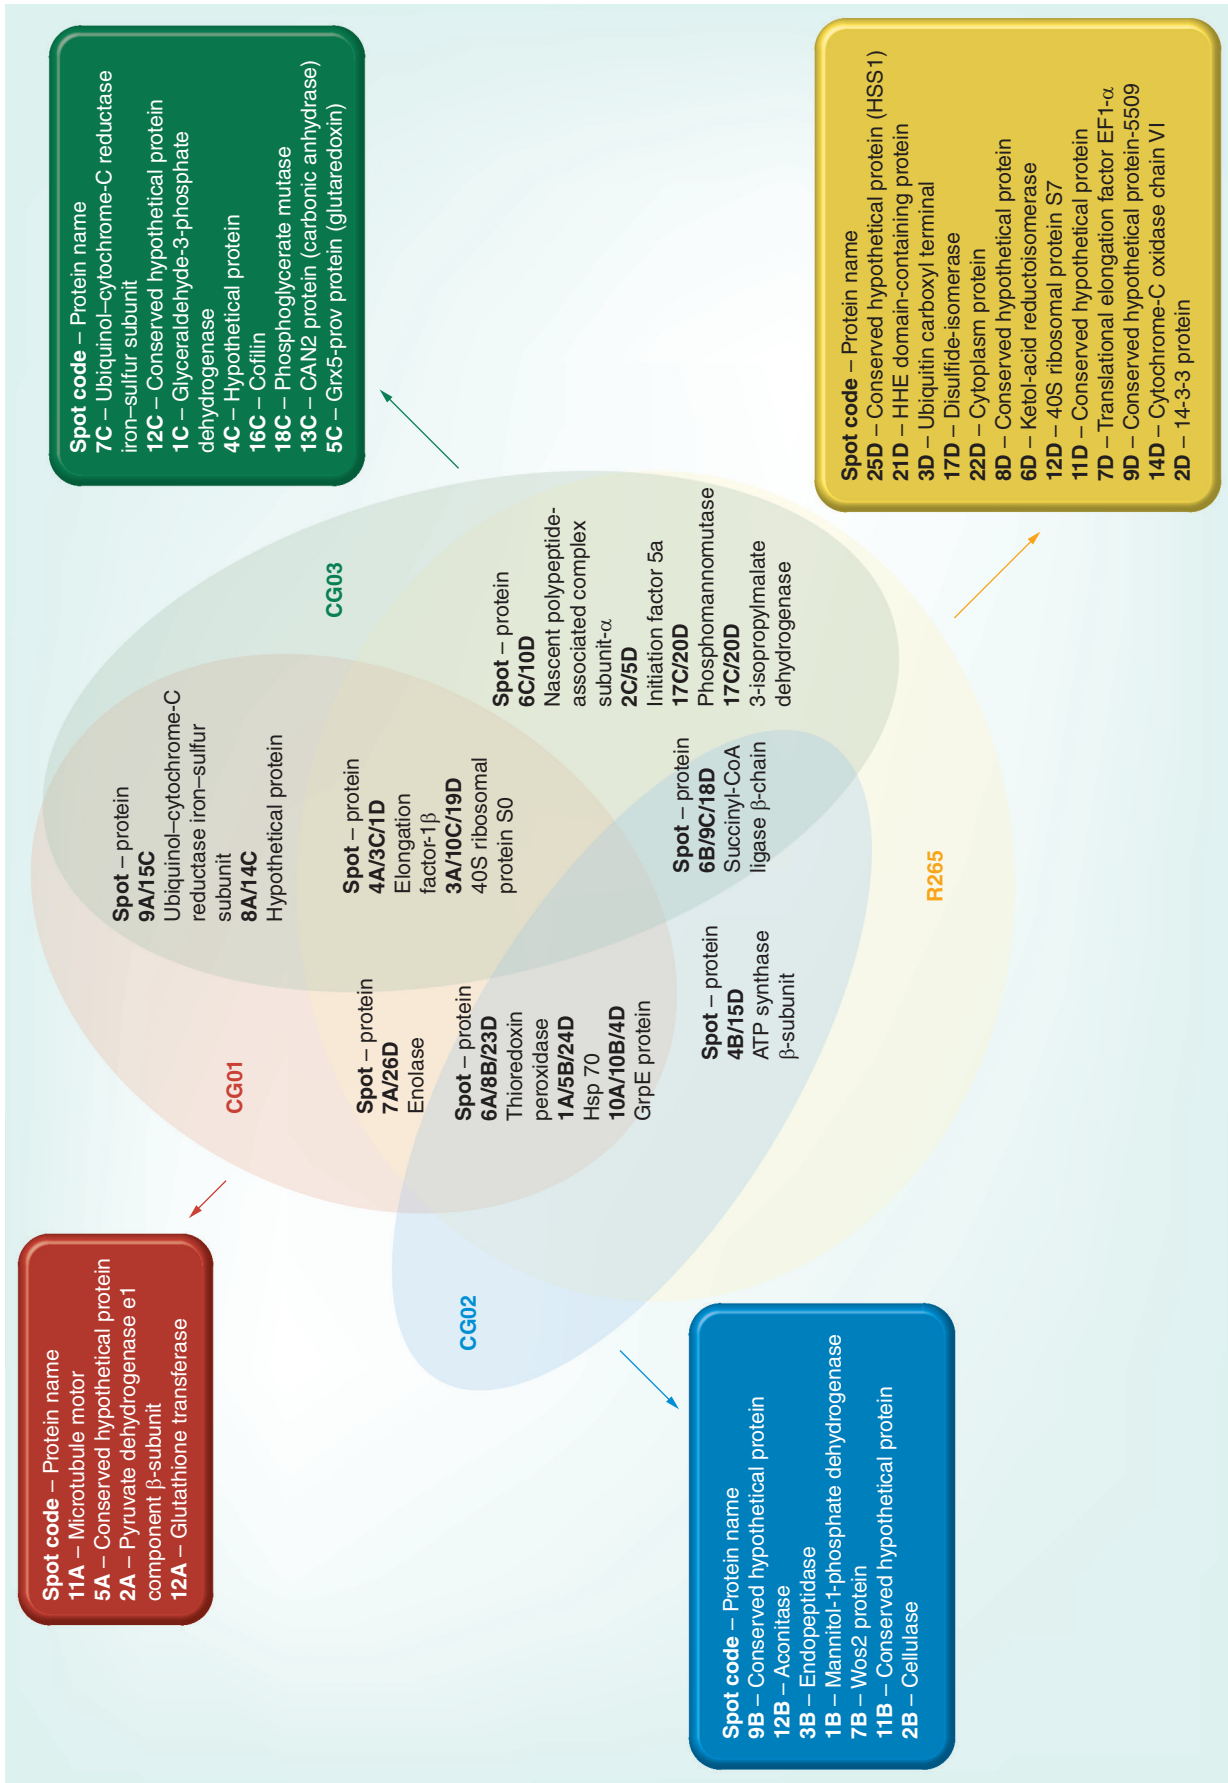 Spot code – Protein name
11A – Microtubule motor
5A – Conserved hypothetical protein
2A – Pyruvate dehydrogenase e1
component β-subunit
12A – Glutathione transferase
Spot code – Protein name
7C – Ubiquinol–cytochrome-C reductase
iron–sulfur subunit
12C – Conserved hypothetical protein
1C – Glyceraldehyde-3-phosphate
dehydrogenase
4C – Hypothetical protein
16C – Cofilin
18C – Phosphoglycerate mutase
13C – CAN2 protein (carbonic anhydrase)
5C – Grx5-prov protein (glutaredoxin)
CG01
CG03
CG02
R265
Spot – protein
9A/15C
Ubiquinol–cytochrome-C
reductase iron–sulfur
subunit
8A/14C
Hypothetical protein
Spot – protein
7A/26D
Enolase
Spot – protein
4A/3C/1D
Elongation
factor-1β
3A/10C/19D
40S ribosomal
protein S0
Spot – protein
6A/8B/23D
Thioredoxin
peroxidase
1A/5B/24D
Hsp 70
10A/10B/4D
GrpE protein
Spot – protein
6C/10D
Nascent polypeptide-
associated complex
subunit-α
2C/5D
Initiation factor 5a
17C/20D
Phosphomannomutase
17C/20D
3-isopropylmalate
dehydrogenase
Spot – protein
6B/9C/18D
Succinyl-CoA
ligase β-chain
Spot – protein
4B/15D
ATP synthase
β-subunit
Spot code – Protein name
9B – Conserved hypothetical protein
12B – Aconitase
3B – Endopeptidase
1B – Mannitol-1-phosphate dehydrogenase
7B – Wos2 protein
11B – Conserved hypothetical protein
2B – Cellulase
Spot code – Protein name
25D – Conserved hypothetical protein (HSS1)
21D – HHE domain-containing protein
3D – Ubiquitin carboxyl terminal
17D – Disulfide-isomerase
22D – Cytoplasm protein
8D – Conserved hypothetical protein
6D – Ketol-acid reductoisomerase
12D – 40S ribosomal protein S7
11D – Conserved hypothetical protein
7D – Translational elongation factor EF1-α
9D – Conserved hypothetical protein-5509
14D – Cytochrome-C oxidase chain VI
2D – 14-3-3 protein